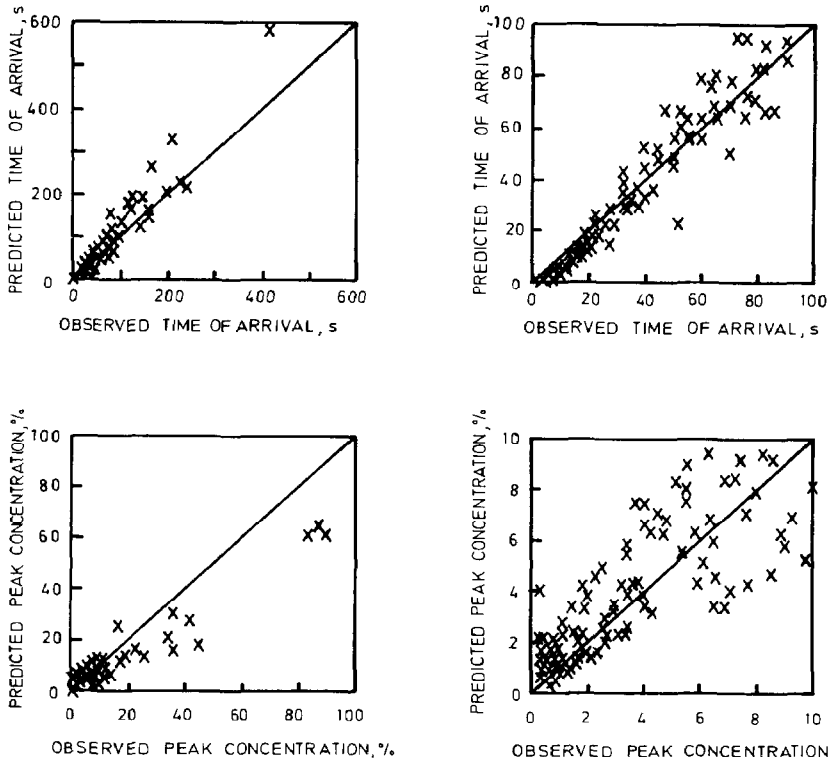 PREDICTED TIME OF ARRIVAL, s
600
400
200
0
0 200 400 600
OBSERVED TIME OF ARRIVAL, s
PREDICTED TIME OF ARRIVAL, s
100
80
60
40
20
0
0 20 40 60 80 100
OBSERVED TIME OF ARRIVAL, s
PREDICTED PEAK CONCENTRATION, %
100
80
60
40
20
0
0 20 40 60 80 100
OBSERVED PEAK CONCENTRATION, %
PREDICTED PEAK CONCENTRATION, %
10
8
6
4
2
0
0 2 4 6 8 10
OBSERVED PEAK CONCENTRATION